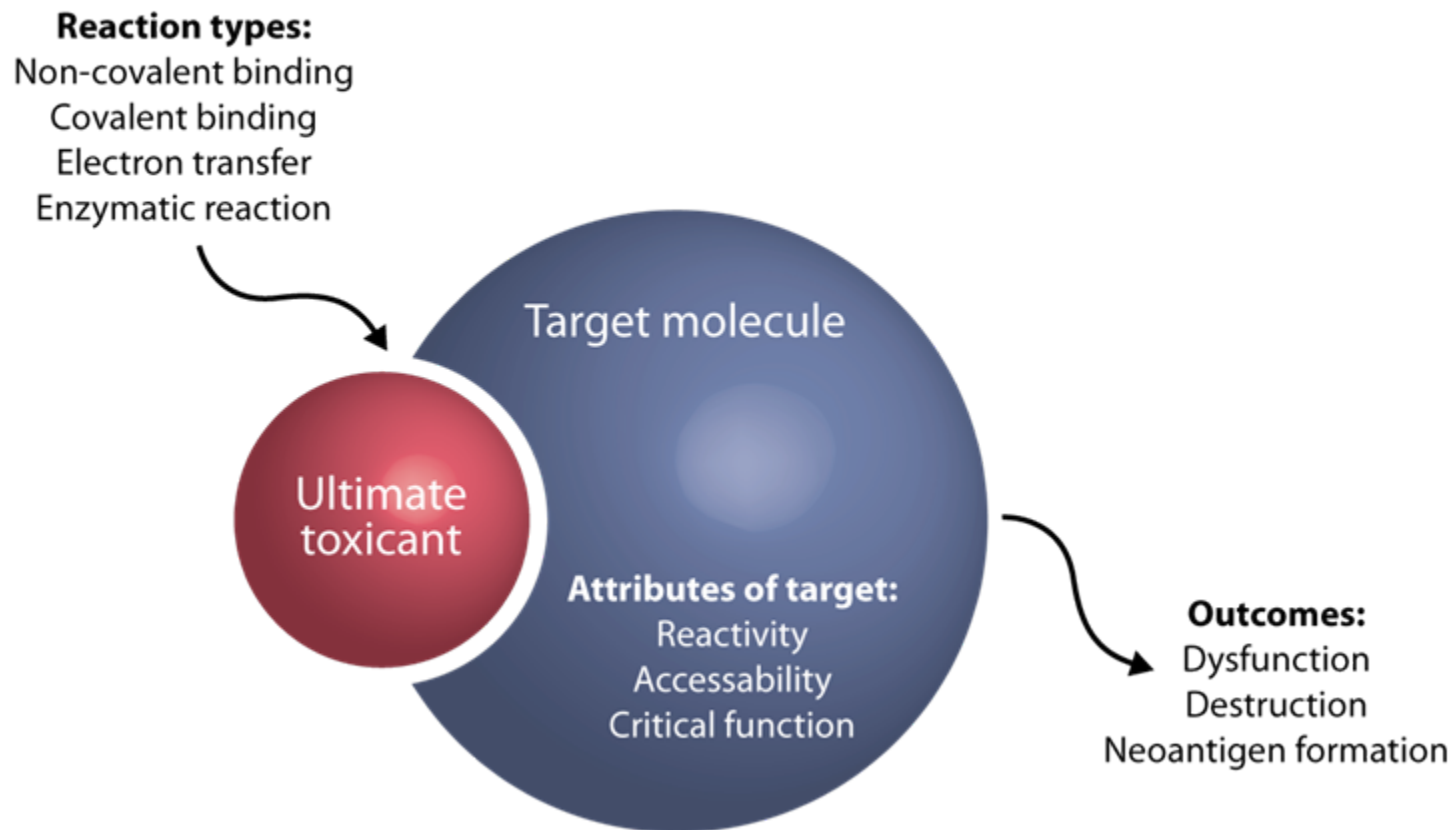 Reaction types:
Non-covalent binding
Covalent binding
Electron transfer
Enzymatic reaction
Target molecule
Ultimate
toxicant
Attributes of target:
Reactivity
Accessability
Critical function
Outcomes:
Dysfunction
Destruction
Neoantigen formation